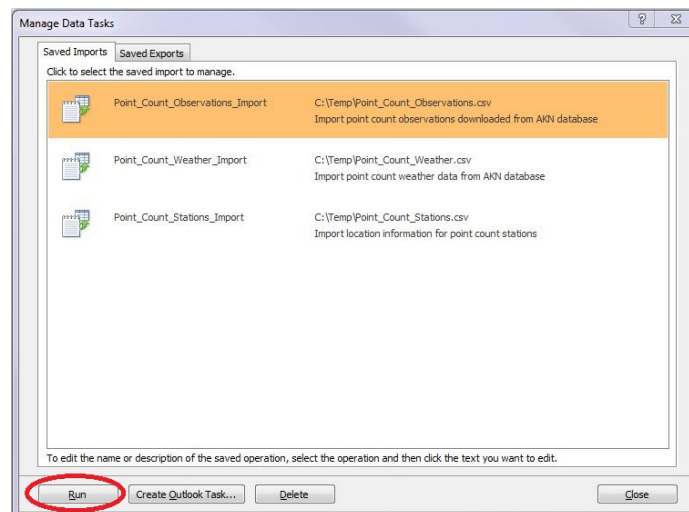 Manage Data Tasks
Saved Imports Saved Exports
Click to select the saved import to manage.
Point_Count_Observations_Import C:\Temp\Point_Count_Observations.csv
Import point count observations downloaded from AKN database
Point_Count_Weather_Import C:\Temp\Point_Count_Weather.csv
Import point count weather data from AKN database
Point_Count_Stations_Import C:\Temp\Point_Count_Stations.csv
Import location information for point count stations
To edit the name or description of the saved operation, select the operation and then click the text you want to edit.
Run Create Outlook Task... Delete Close